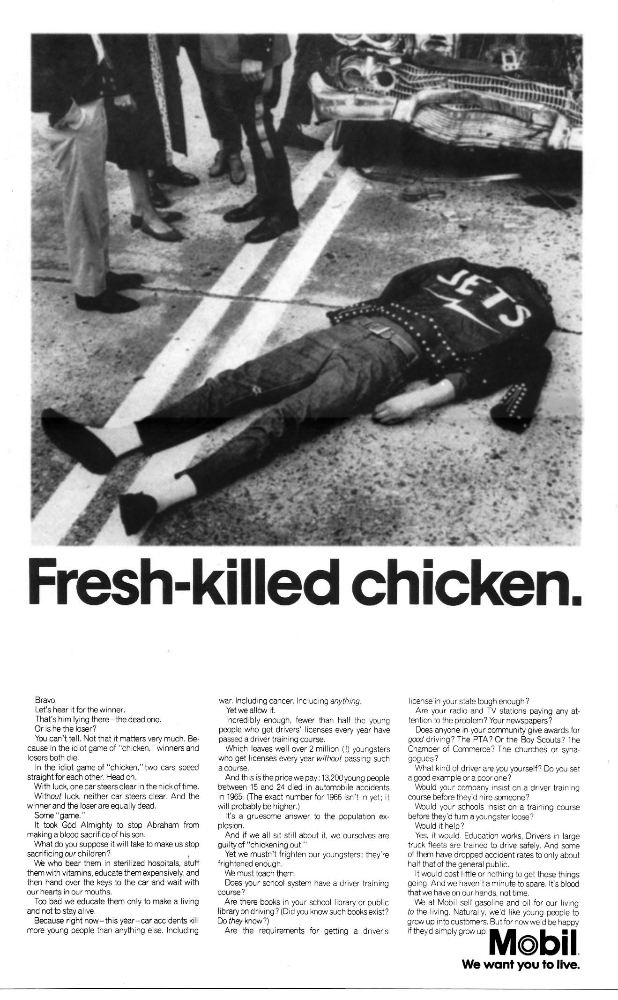 JETS
Fresh-killed chicken.
Bravo.
Let's hear it for the winner.
That's him lying there–the dead one.
Or is he the loser?
You can't tell. Not that it matters very much. Be-
cause in the idiot game of "chicken," winners and
losers both die.
In the idiot game of "chicken," two cars speed
straight for each other. Head on.
With luck, one car steers clear in the nick of time.
Without luck, neither car steers clear. And the
winner and the loser are equally dead.
Some "game."
It took God Almighty to stop Abraham from
making a blood sacrifice of his son.
What do you suppose it will take to make us stop
sacrificing our children?
We who bear them in sterilized hospitals, stuff
them with vitamins, educate them expensively, and
then hand over the keys to the car and wait with
our hearts in our mouths.
Too bad we educate them only to make a living
and not to stay alive.
Because right now–this year–car accidents kill
more young people than anything else. Including
war. Including cancer. Including anything.
Yet we allow it.
Incredibly enough, fewer than half the young
people who get drivers' licenses every year have
passed a driver training course.
Which leaves well over 2 million (!) youngsters
who get licenses every year without passing such
a course.
And this is the price we pay: 13,200 young people
between 15 and 24 died in automobile accidents
in 1965. (The exact number for 1966 isn't in yet; it
will probably be higher.)
It's a gruesome answer to the population ex-
plosion.
And if we all sit still about it, we ourselves are
guilty of "chickening out."
Yet we mustn't frighten our youngsters; they're
frightened enough.
We must teach them.
Does your school system have a driver training
course?
Are there books in your school library or public
library on driving? (Did you know such books exist?
Do they know?)
Are the requirements for getting a driver's
license in your state tough enough?
Are your radio and TV stations paying any at-
tention to the problem? Your newspapers?
Does anyone in your community give awards for
good driving? The PTA? Or the Boy Scouts? The
Chamber of Commerce? The churches or syna-
gogues?
What kind of driver are you yourself? Do you set
a good example or a poor one?
Would your company insist on a driver training
course before they'd hire someone?
Would your schools insist on a training course
before they'd turn a youngster loose?
Would it help?
Yes, it would. Education works. Drivers in large
truck fleets are trained to drive safely. And some
of them have dropped accident rates to only about
half that of the general public.
It would cost little or nothing to get these things
going. And we haven't a minute to spare. It's blood
that we have on our hands, not time.
We at Mobil sell gasoline and oil for our living
to the living. Naturally, we'd like young people to
grow up into customers. But for now we'd be happy
if they'd simply grow up.
Mobil
We want you to live.